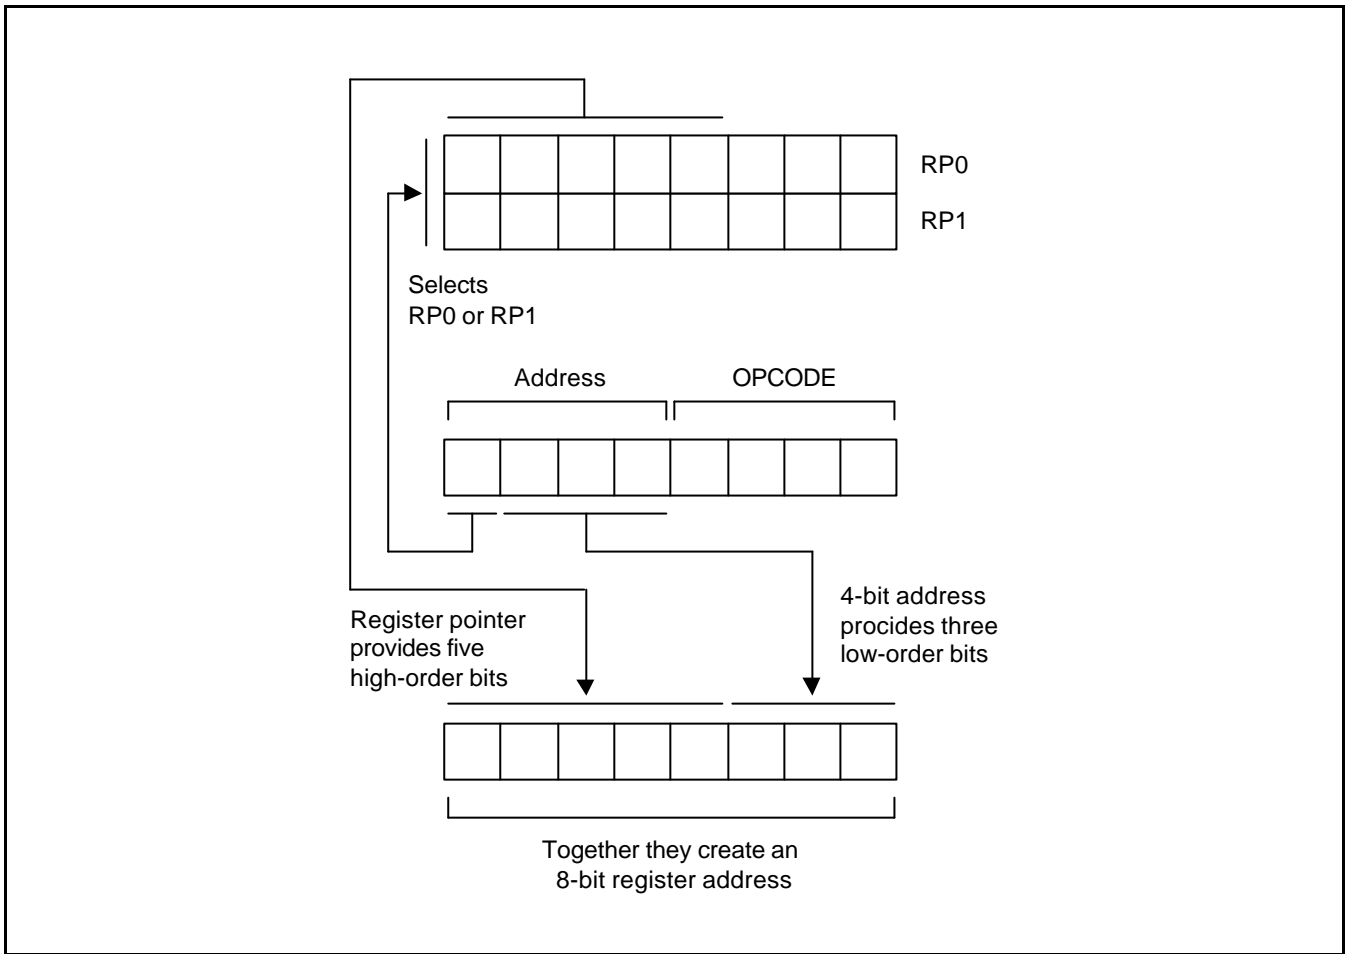 RP0
RP1
Selects
RP0 or RP1
Address
OPCODE
Register pointer
provides five
high-order bits
4-bit address
procides three
low-order bits
Together they create an
8-bit register address